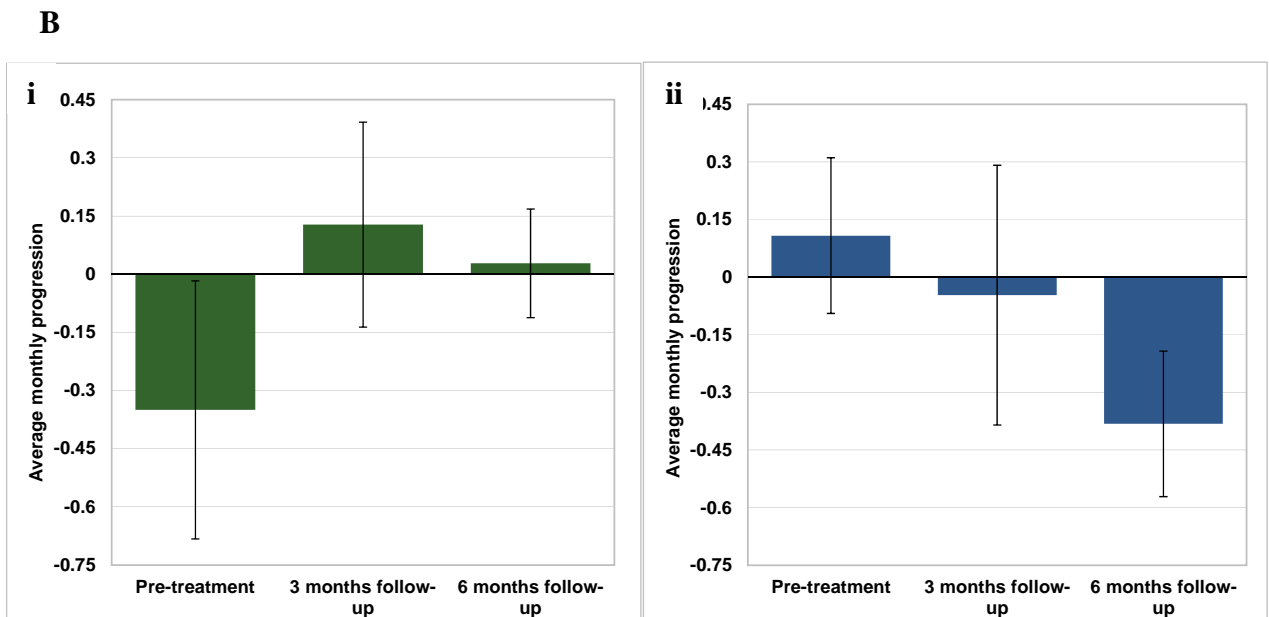 B
i
0.45
0.3
0.15
0
-0.15
-0.3
-0.45
-0.6
-0.75
Average monthly progression
Pre-treatment
3 months follow-
up
6 months follow-
up
ii
.45
0.3
0.15
0
-0.15
-0.3
-0.45
-0.6
-0.75
Average monthly progression
Pre-treatment
3 months follow-
up
6 months follow-
up